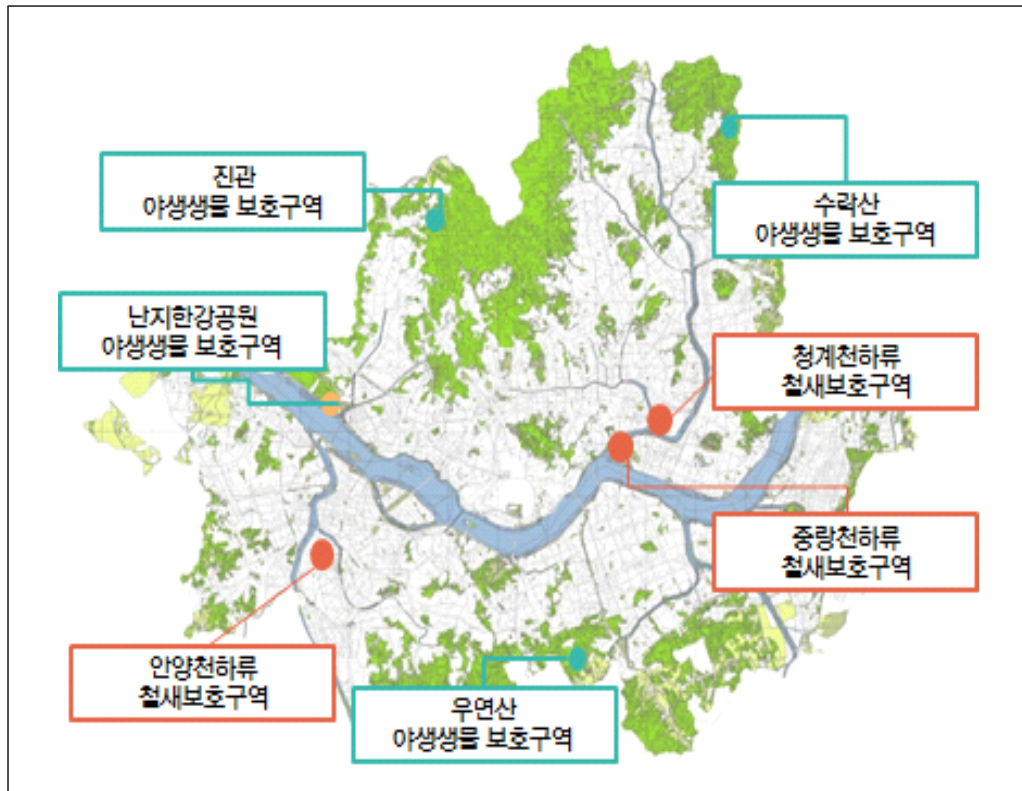 진관
야생생물 보호구역
수락산
야생생물 보호구역
난지한강공원
야생생물 보호구역
청계천하류
철새보호구역
중랑천하류
철새보호구역
안양천하류
철새보호구역
우연산
야생생물 보호구역